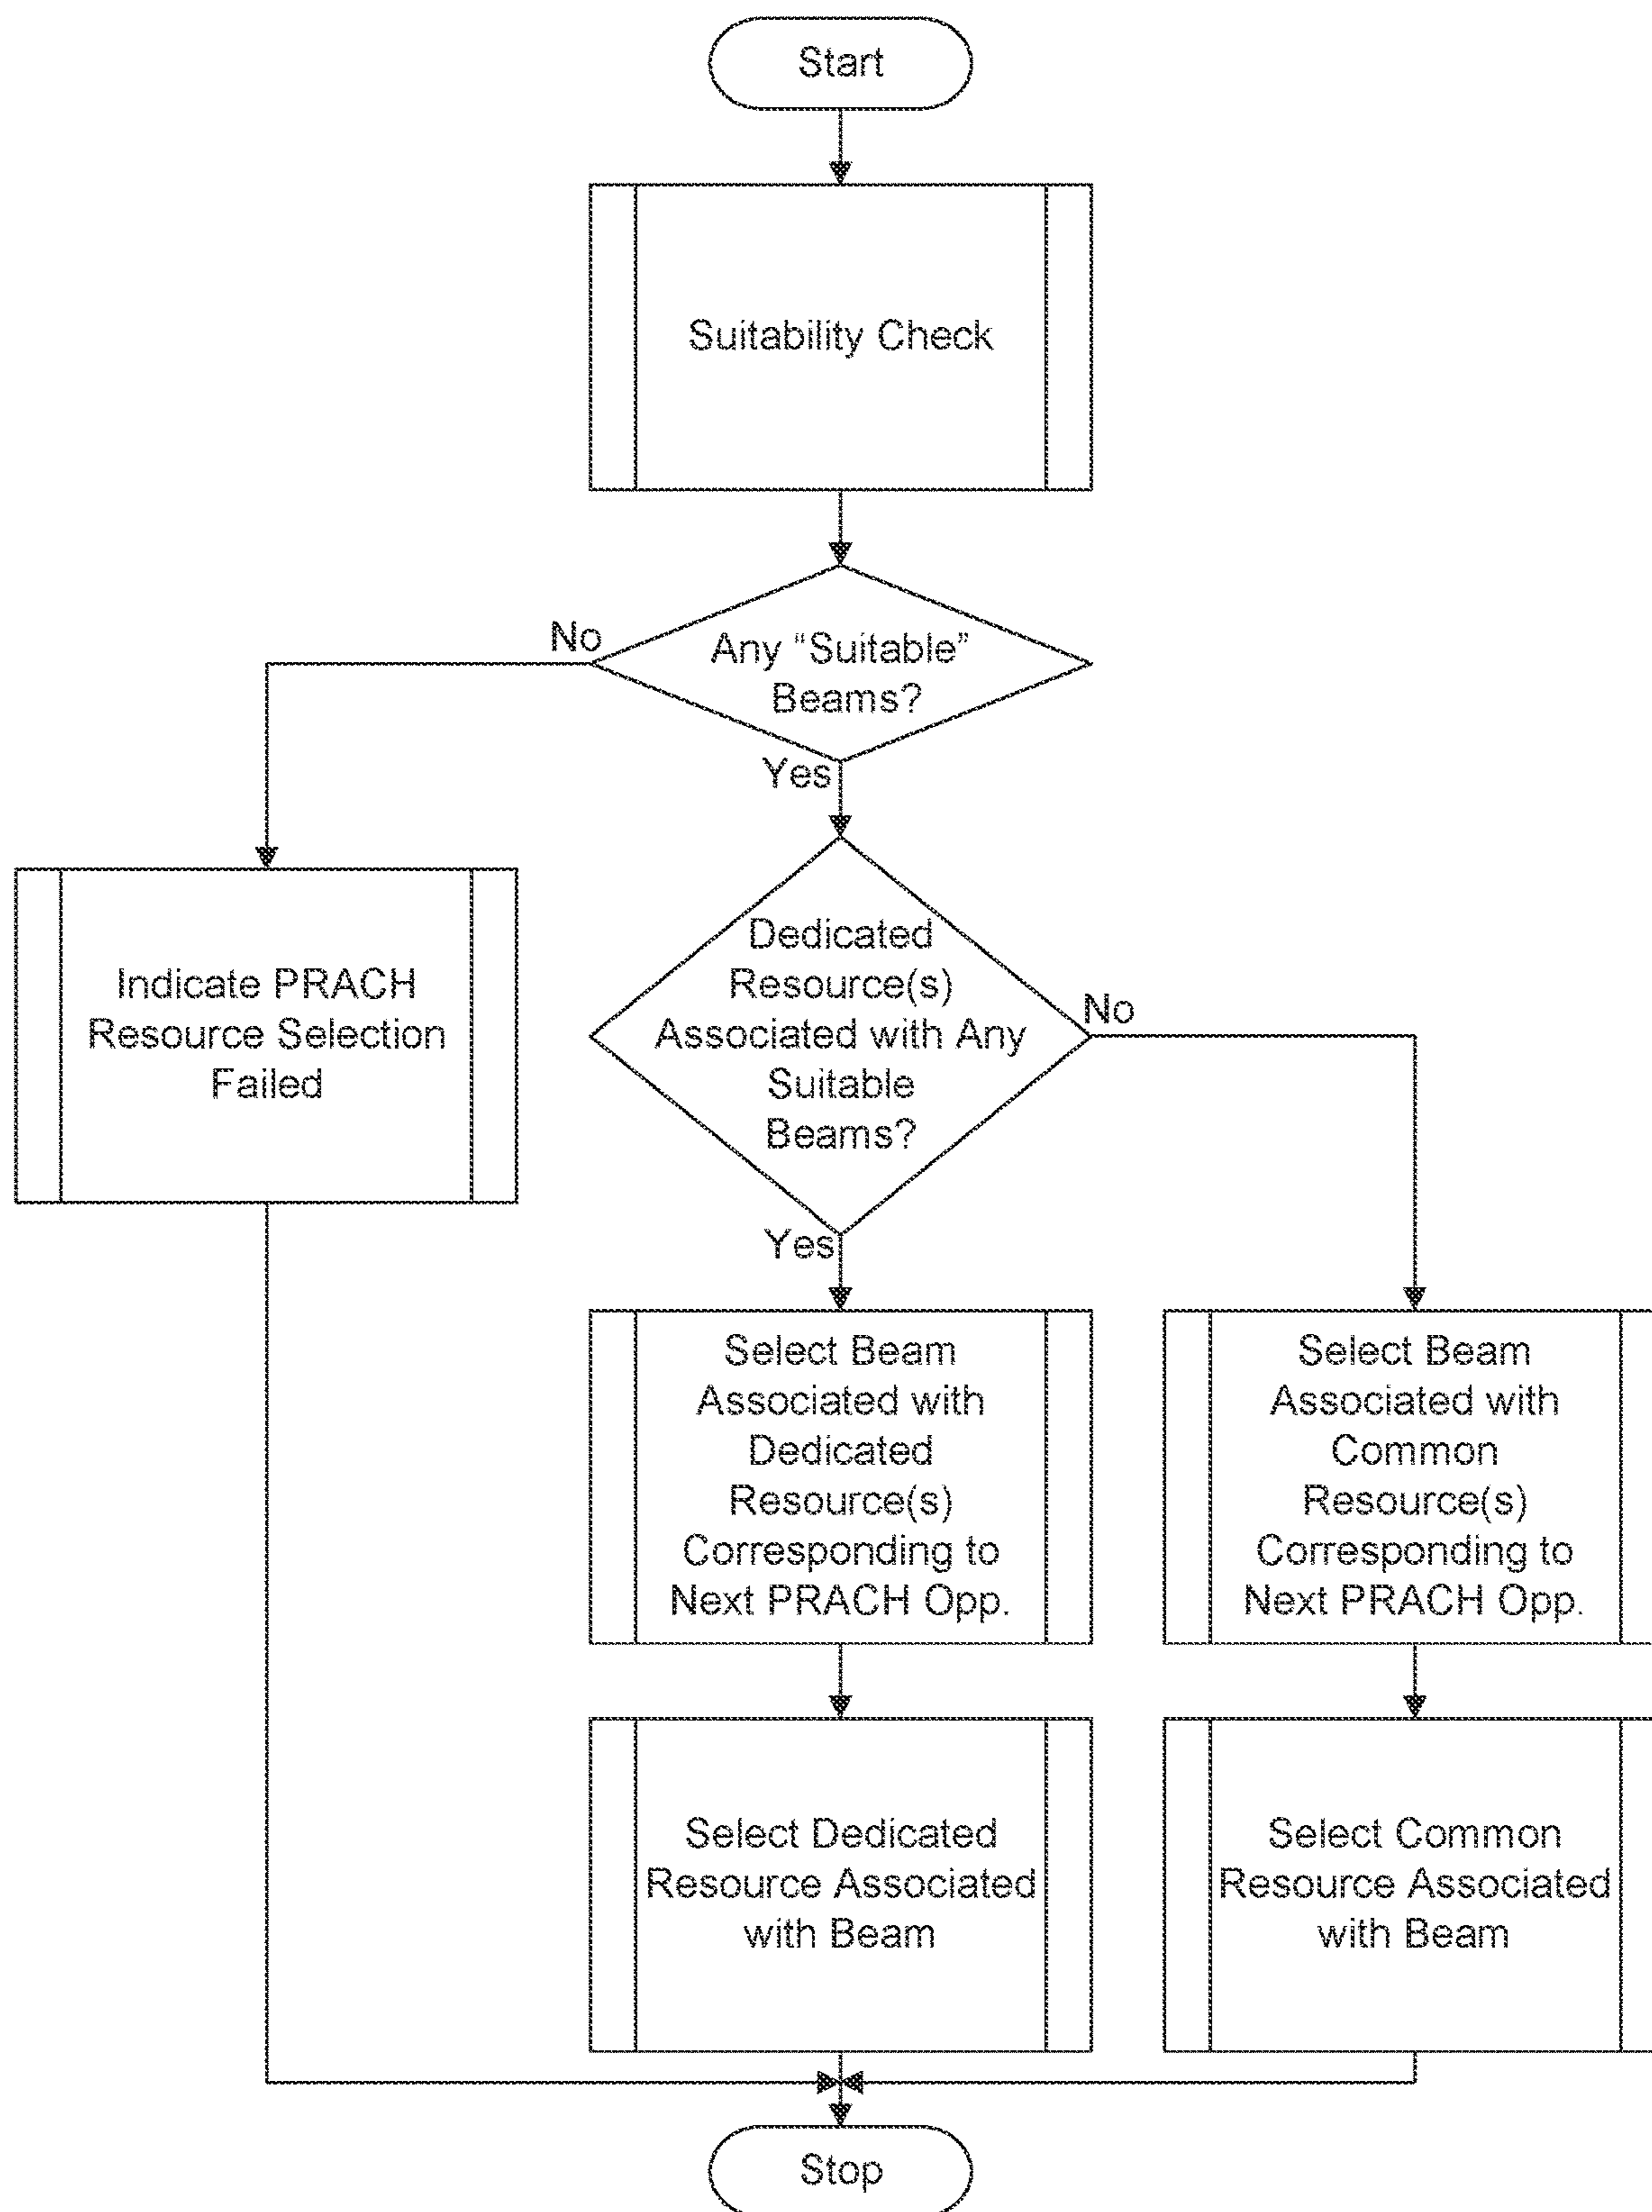 Start
Suitability Check
No
Any “Suitable”
Beams?
Yes
Indicate PRACH
Resource Selection
Failed
Dedicated
Resource(s)
Associated with Any
Suitable
Beams?
No
Yes
Select Beam
Associated with
Dedicated
Resource(s)
Corresponding to
Next PRACH Opp.
Select Beam
Associated with
Common
Resource(s)
Corresponding to
Next PRACH Opp.
Select Dedicated
Resource Associated
with Beam
Select Common
Resource Associated
with Beam
Stop